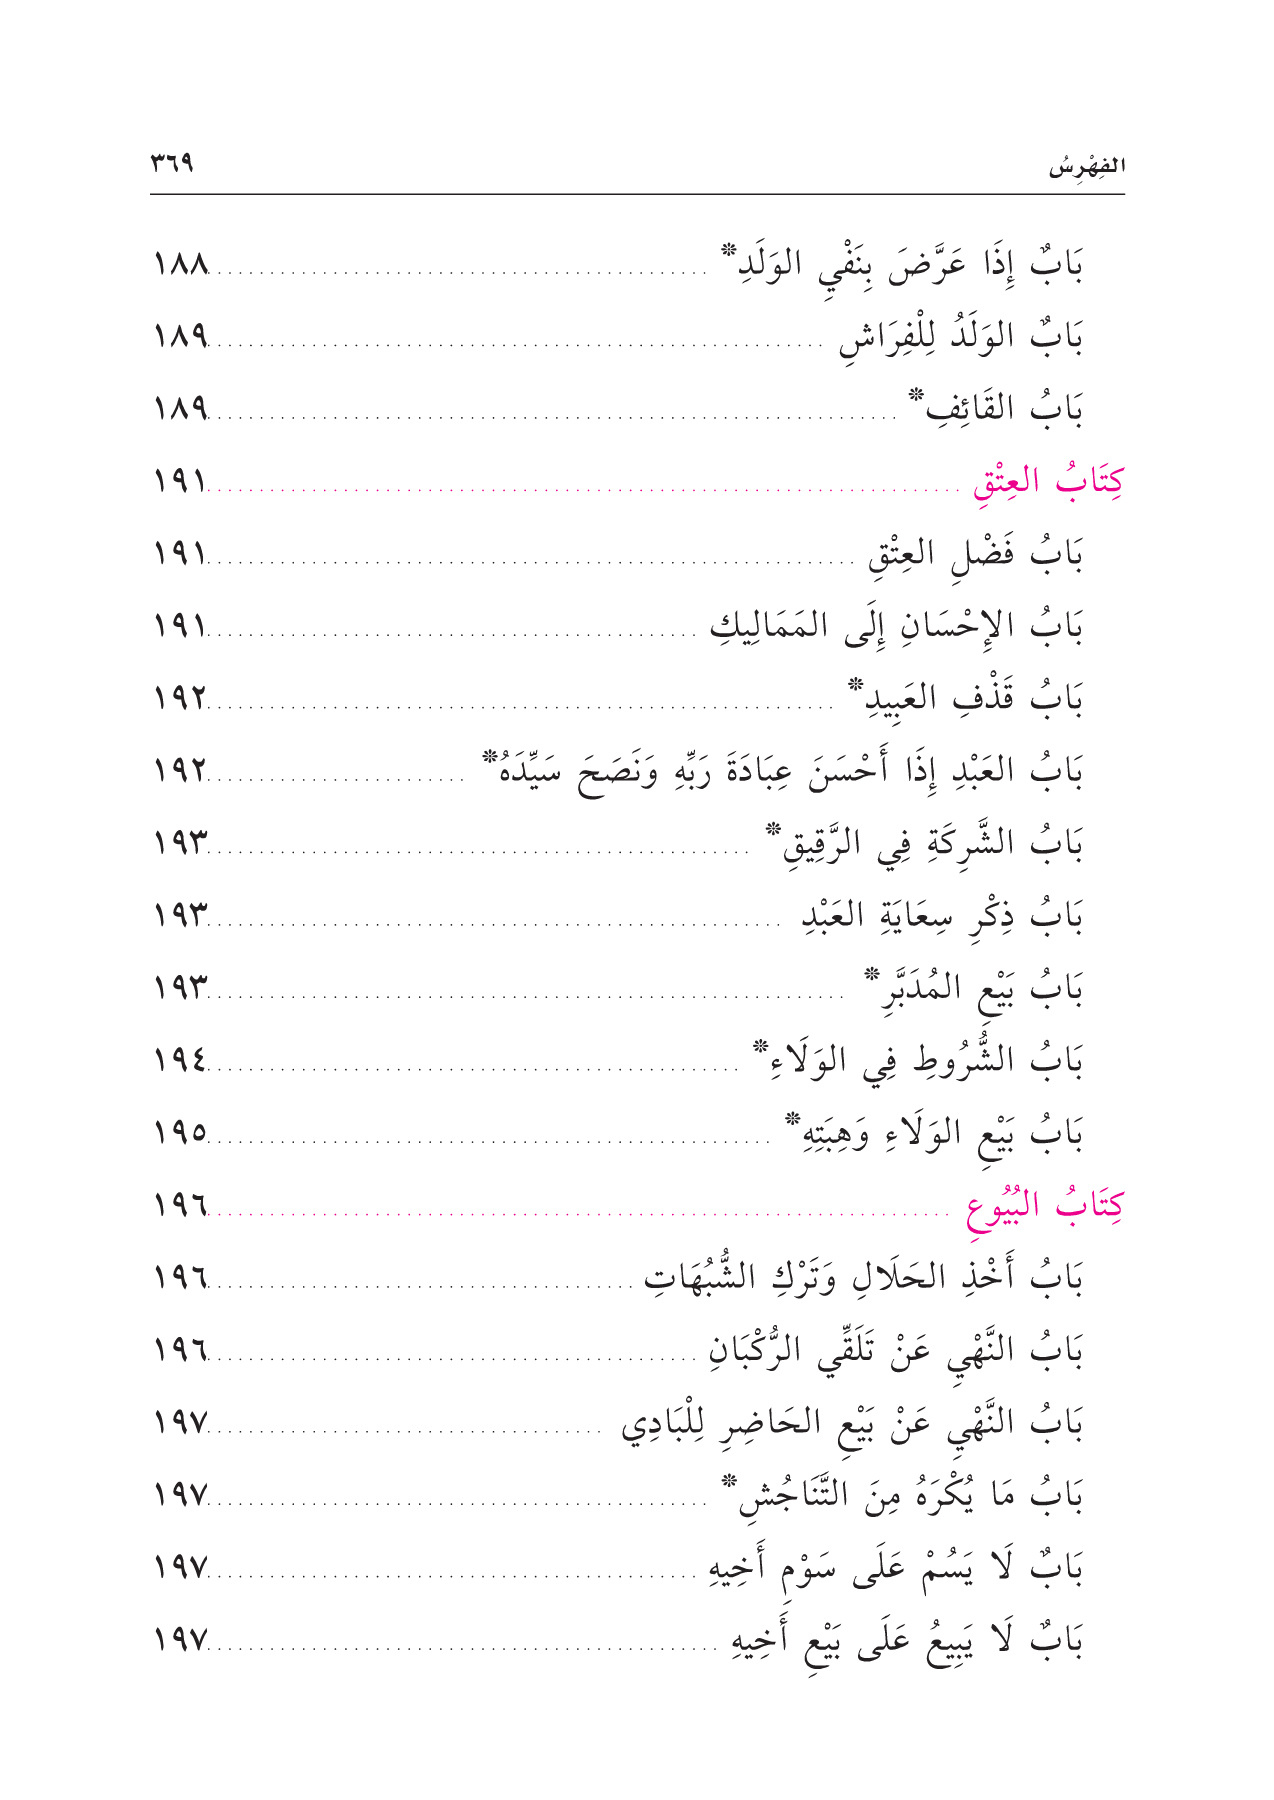 الفِهْرِسُ ٣٦٩
بَابٌ إِذَا عَرَّضَ بِنَفْيِ الوَلَدِ* ١٨٨
بَابٌ الوَلَدُ لِلْفِرَاشِ ١٨٩
بَابُ القَائِفِ* ١٨٩
كِتَابُ العِتْقِ ١٩١
بَابُ فَضْلِ العِتْقِ ١٩١
بَابُ الإِحْسَانِ إِلَى المَمَالِيكِ ١٩١
بَابُ قَذْفِ العَبِيدِ* ١٩٢
بَابُ العَبْدِ إِذَا أَحْسَنَ عِبَادَةَ رَبِّهِ وَنَصَحَ سَيِّدَهُ* ١٩٢
بَابُ الشَّرِكَةِ فِي الرَّقِيقِ* ١٩٣
بَابُ ذِكْرِ سِعَايَةِ العَبْدِ ١٩٣
بَابُ بَيْعِ المُدَبَّرِ* ١٩٣
بَابُ الشُّرُوطِ فِي الوَلَاءِ* ١٩٤
بَابُ بَيْعِ الوَلَاءِ وَهِبَتِهِ* ١٩٥
كِتَابُ البُيُوعِ ١٩٦
بَابُ أَخْذِ الحَلَالِ وَتَرْكِ الشُّبُهَاتِ ١٩٦
بَابُ النَّهْيِ عَنْ تَلَقِّي الرُّكْبَانِ ١٩٦
بَابُ النَّهْيِ عَنْ بَيْعِ الحَاضِرِ لِلْبَادِي ١٩٧
بَابُ مَا يُكْرَهُ مِنَ التَّنَاجُشِ* ١٩٧
بَابٌ لَا يَسُمْ عَلَى سَوْمِ أَخِيهِ ١٩٧
بَابٌ لَا يَبِيعُ عَلَى بَيْعِ أَخِيهِ ١٩٧